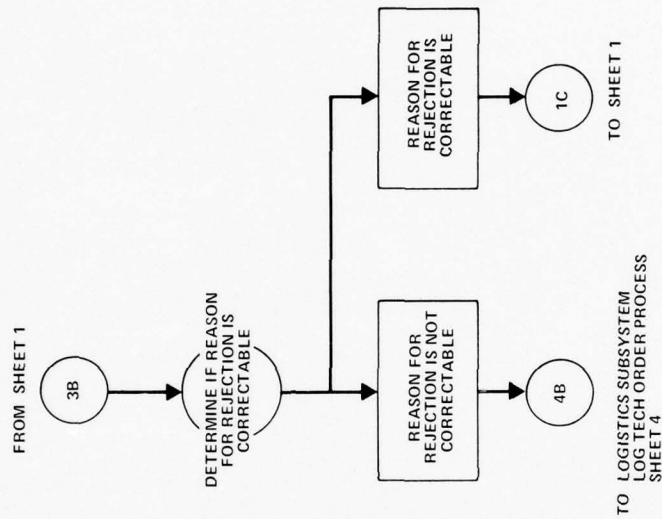 FROM SHEET 1
3B
DETERMINE IF REASON
FOR REJECTION IS
CORRECTABLE
REASON FOR
REJECTION IS NOT
CORRECTABLE
REASON FOR
REJECTION IS
CORRECTABLE
4B
1C
TO LOGISTICS SUBSYSTEM
LOG TECH ORDER PROCESS
SHEET 4
TO SHEET 1